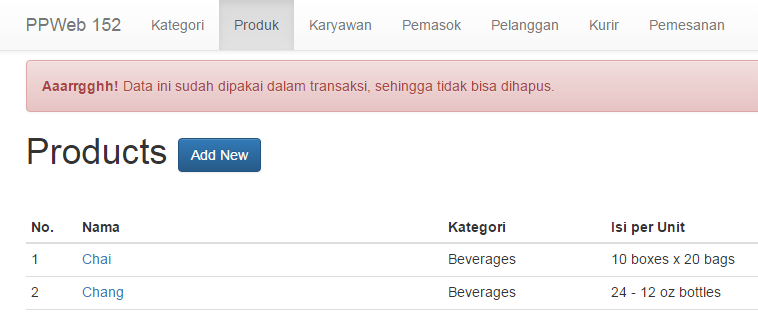 PPWeb 152 Kategori Produk Karyawan Pemasok Pelanggan Kurir Pemesanan
Aaarrgghh! Data ini sudah dipakai dalam transaksi, sehingga tidak bisa dihapus.
Products Add New
No. Nama Kategori Isi per Unit
1 Chai Beverages 10 boxes x 20 bags
2 Chang Beverages 24 - 12 oz bottles